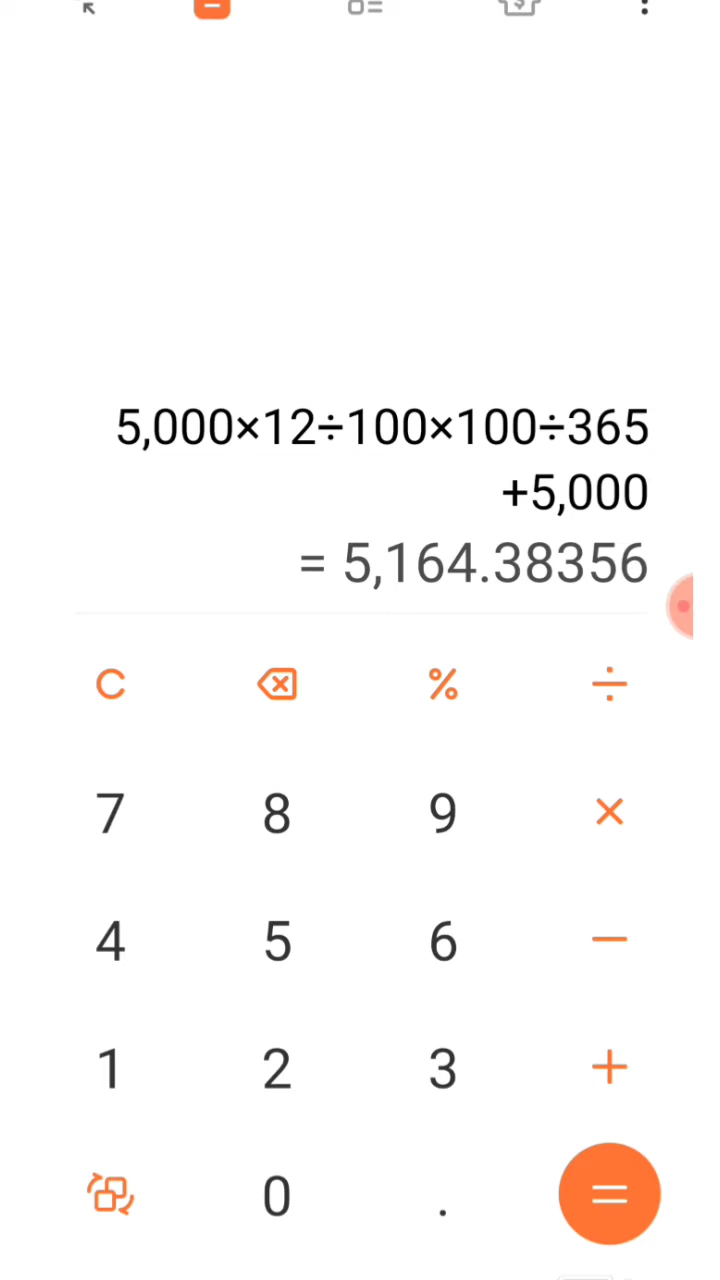 5,000×12÷100×100÷365
+5,000
= 5,164.38356
C % ÷
7 8 9 ×
4 5 6 −
1 2 3 +
0 . =